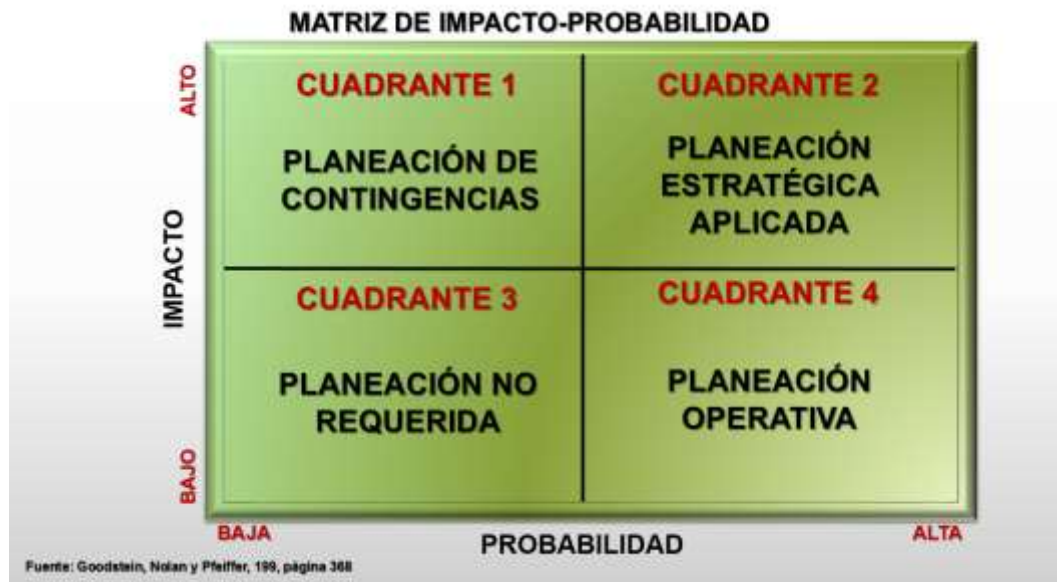 MATRIZ DE IMPACTO-PROBABILIDAD
ALTO
CUADRANTE 1
CUADRANTE 2
PLANEACIÓN DE
CONTINGENCIAS
PLANEACIÓN
ESTRATÉGICA
APLICADA
IMPACTO
CUADRANTE 3
CUADRANTE 4
PLANEACIÓN NO
REQUERIDA
PLANEACIÓN
OPERATIVA
BAJO
BAJA
PROBABILIDAD
ALTA
Fuente: Goodstein, Nolan y Pfeiffer, 199, página 368